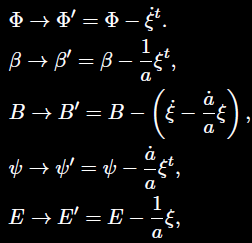 Φ → Φ′ = Φ − ξ̇ᵗ.
β → β′ = β − 1/a ξᵗ,
B → B′ = B − (ξ̇ − ȧ/a ξ),
ψ → ψ′ = ψ − ȧ/a ξᵗ,
E → E′ = E − 1/a ξ,